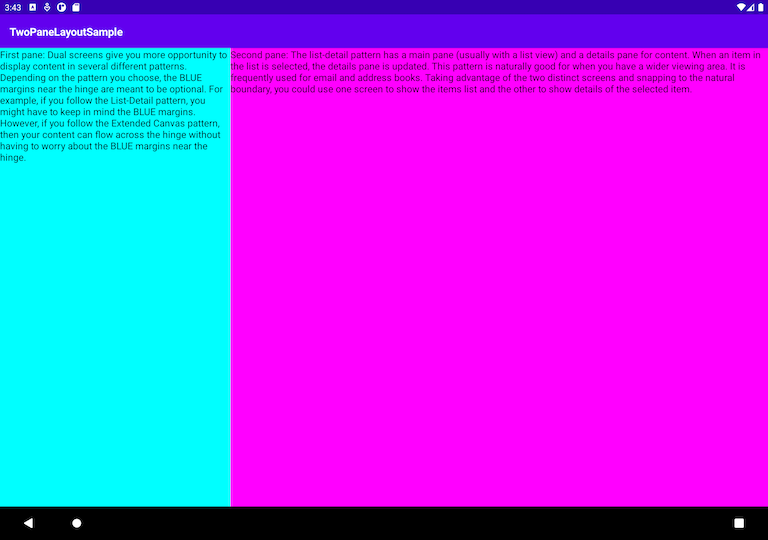 3:43
TwoPaneLayoutSample
First pane: Dual screens give you more opportunity to
display content in several different patterns.
Depending on the pattern you choose, the BLUE
margins near the hinge are meant to be optional. For
example, if you follow the List-Detail pattern, you
might have to keep in mind the BLUE margins.
However, if you follow the Extended Canvas pattern,
then your content can flow across the hinge without
having to worry about the BLUE margins near the
hinge.
Second pane: The list-detail pattern has a main pane (usually with a list view) and a details pane for content. When an item in
the list is selected, the details pane is updated. This pattern is naturally good for when you have a wider viewing area. It is
frequently used for email and address books. Taking advantage of the two distinct screens and snapping to the natural
boundary, you could use one screen to show the items list and the other to show details of the selected item.